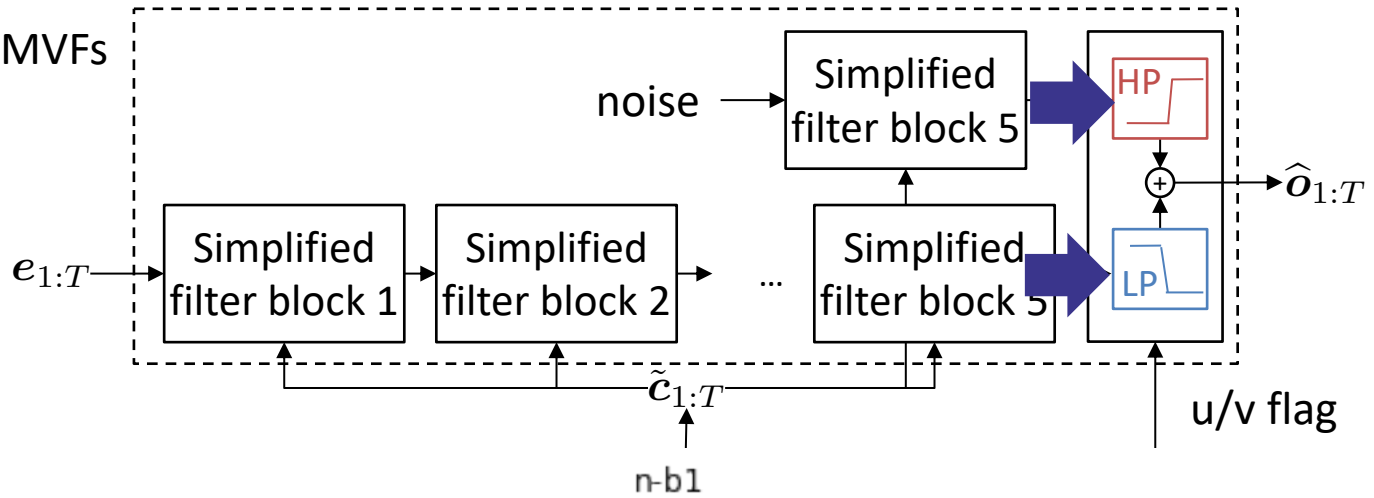 MVFs
Simplified
filter block 5
noise
HP
+
ô₁:T
Simplified
filter block 1
Simplified
filter block 2
...
Simplified
filter block 5
LP
e₁:T
c̃₁:T
u/v flag
n-b1